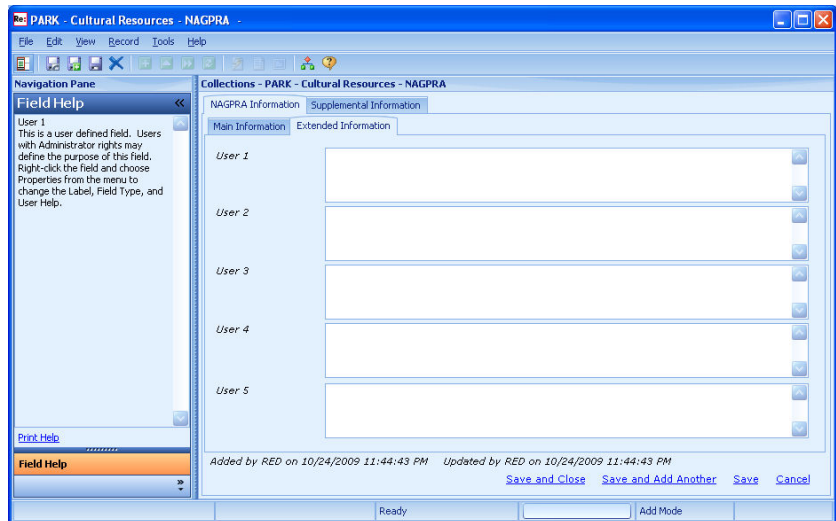 Re: PARK - Cultural Resources - NAGPRA -
File Edit View Record Tools Help
Navigation Pane
Collections - PARK - Cultural Resources - NAGPRA
Field Help «
NAGPRA Information Supplemental Information
Main Information Extended Information
User 1
This is a user defined field. Users
with Administrator rights may
define the purpose of this field.
Right-click the field and choose
Properties from the menu to
change the Label, Field Type, and
User Help.
User 1
User 2
User 3
User 4
User 5
Print Help
Field Help
Added by RED on 10/24/2009 11:44:43 PM Updated by RED on 10/24/2009 11:44:43 PM
Save and Close Save and Add Another Save Cancel
Ready Add Mode